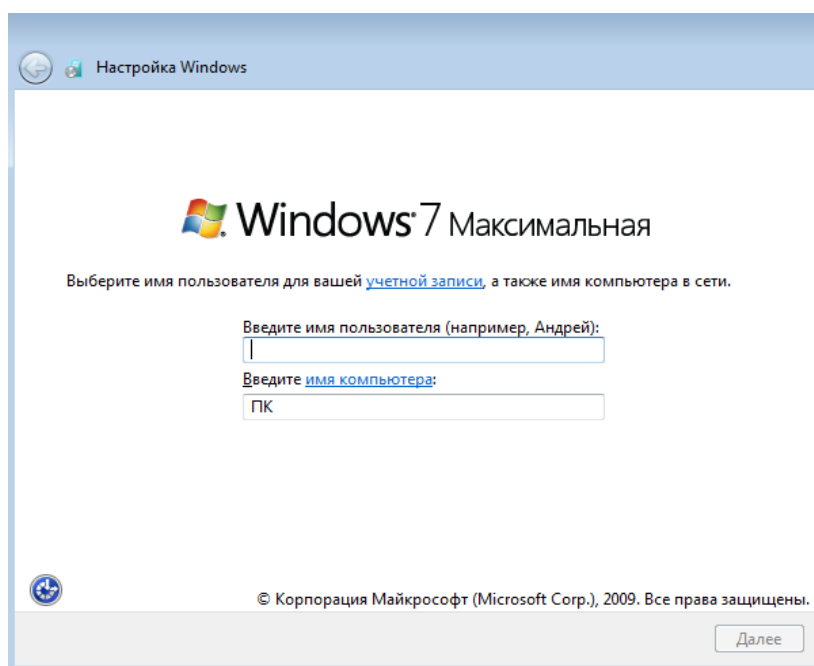 Настройка Windows
Windows 7 Максимальная
Выберите имя пользователя для вашей учетной записи, а также имя компьютера в сети.
Введите имя пользователя (например, Андрей):
Введите имя компьютера:
ПК
© Корпорация Майкрософт (Microsoft Corp.), 2009. Все права защищены.
Далее